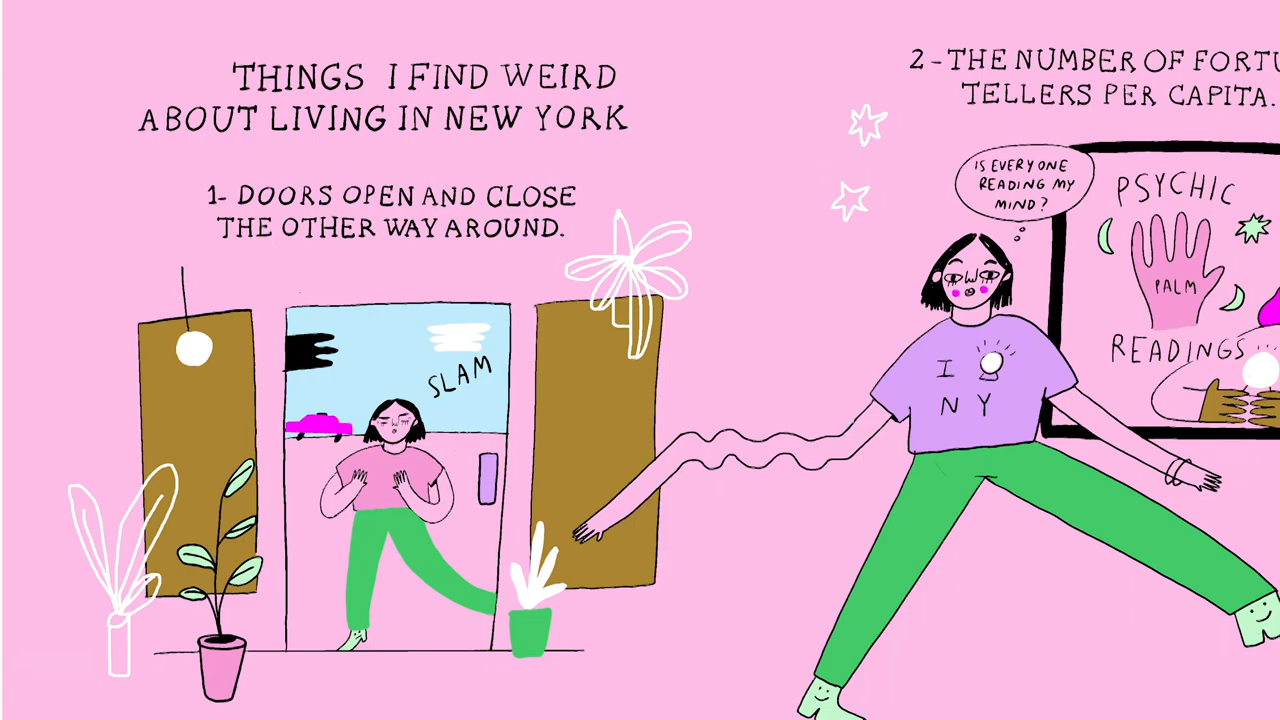 THINGS I FIND WEIRD
ABOUT LIVING IN NEW YORK
1- DOORS OPEN AND CLOSE
THE OTHER WAY AROUND.
SLAM
2-THE NUMBER OF FORTU
TELLERS PER CAPITA.
IS EVERYONE
READING MY
MIND?
PSYCHIC
PALM
READINGS
I
NY